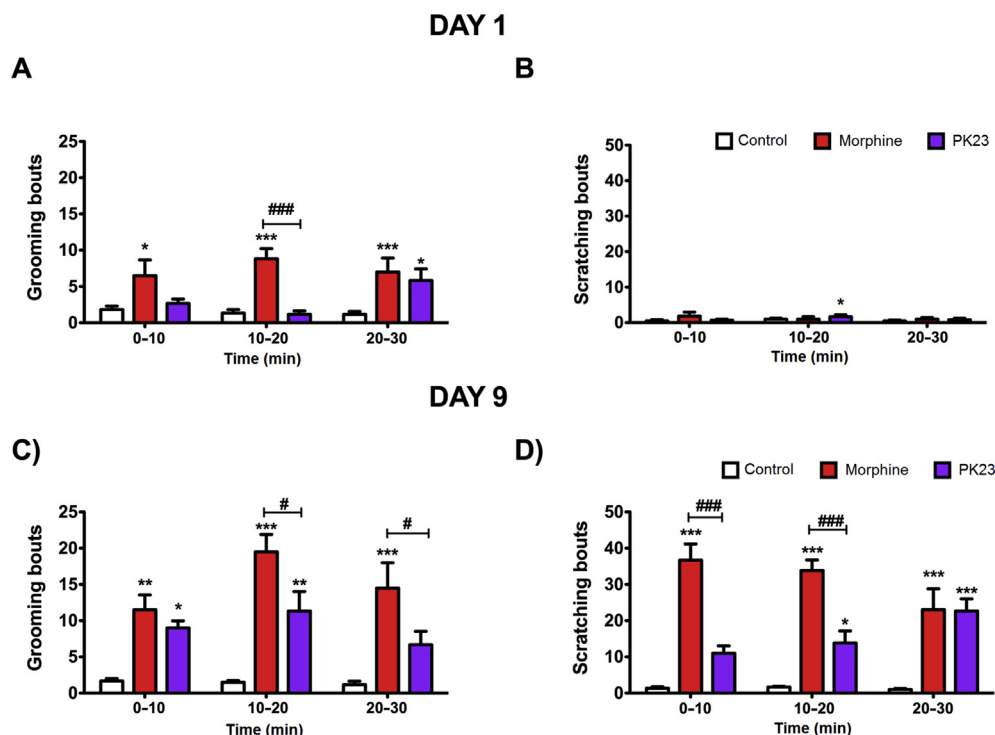 DAY 1
A
Grooming bouts
25
20
15
10
5
0
*
###
***
***
*
0-10
10-20
20-30
Time (min)
B
Control
Morphine
PK23
Scratching bouts
50
40
30
20
10
0
*
0-10
10-20
20-30
Time (min)
DAY 9
C)
Grooming bouts
25
20
15
10
5
0
**
*
#
***
**
#
***
0-10
10-20
20-30
Time (min)
D)
Control
Morphine
PK23
Scratching bouts
50
40
30
20
10
0
###
***
###
***
*
***
***
0-10
10-20
20-30
Time (min)